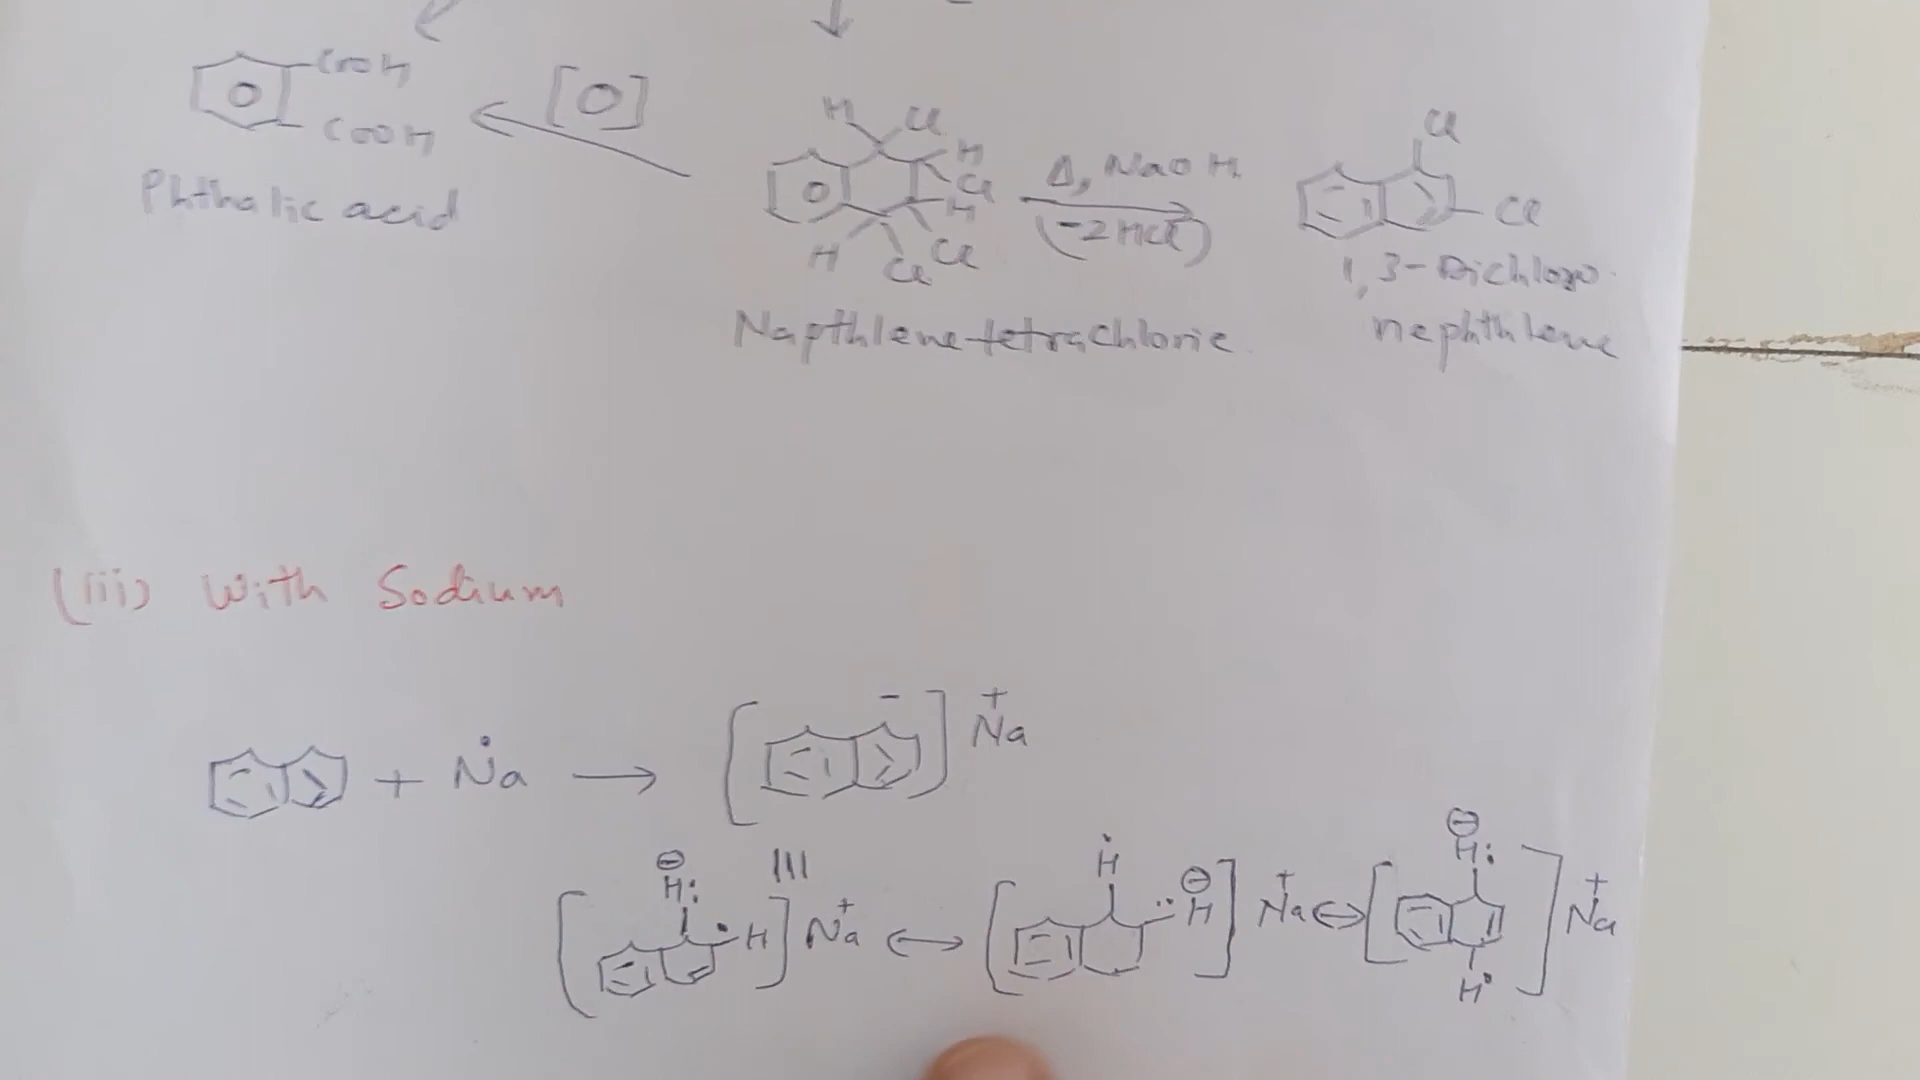 COOH
COOH
[O]
Phthalic acid
H Cl
H
Cl
H
H Cl Cl
Δ, NaOH
(-2HCl)
Cl
Cl
Napthlene tetrachlorie
1,3-Dichloro
nephthlene
(iii) With Sodium
+ Na → [ ]⁻ Na⁺
|||
[⊖ H: •H] Na⁺ ↔ [Ḣ :H ⊖] Na⁺ ↔ [⊖ H: H•] Na⁺